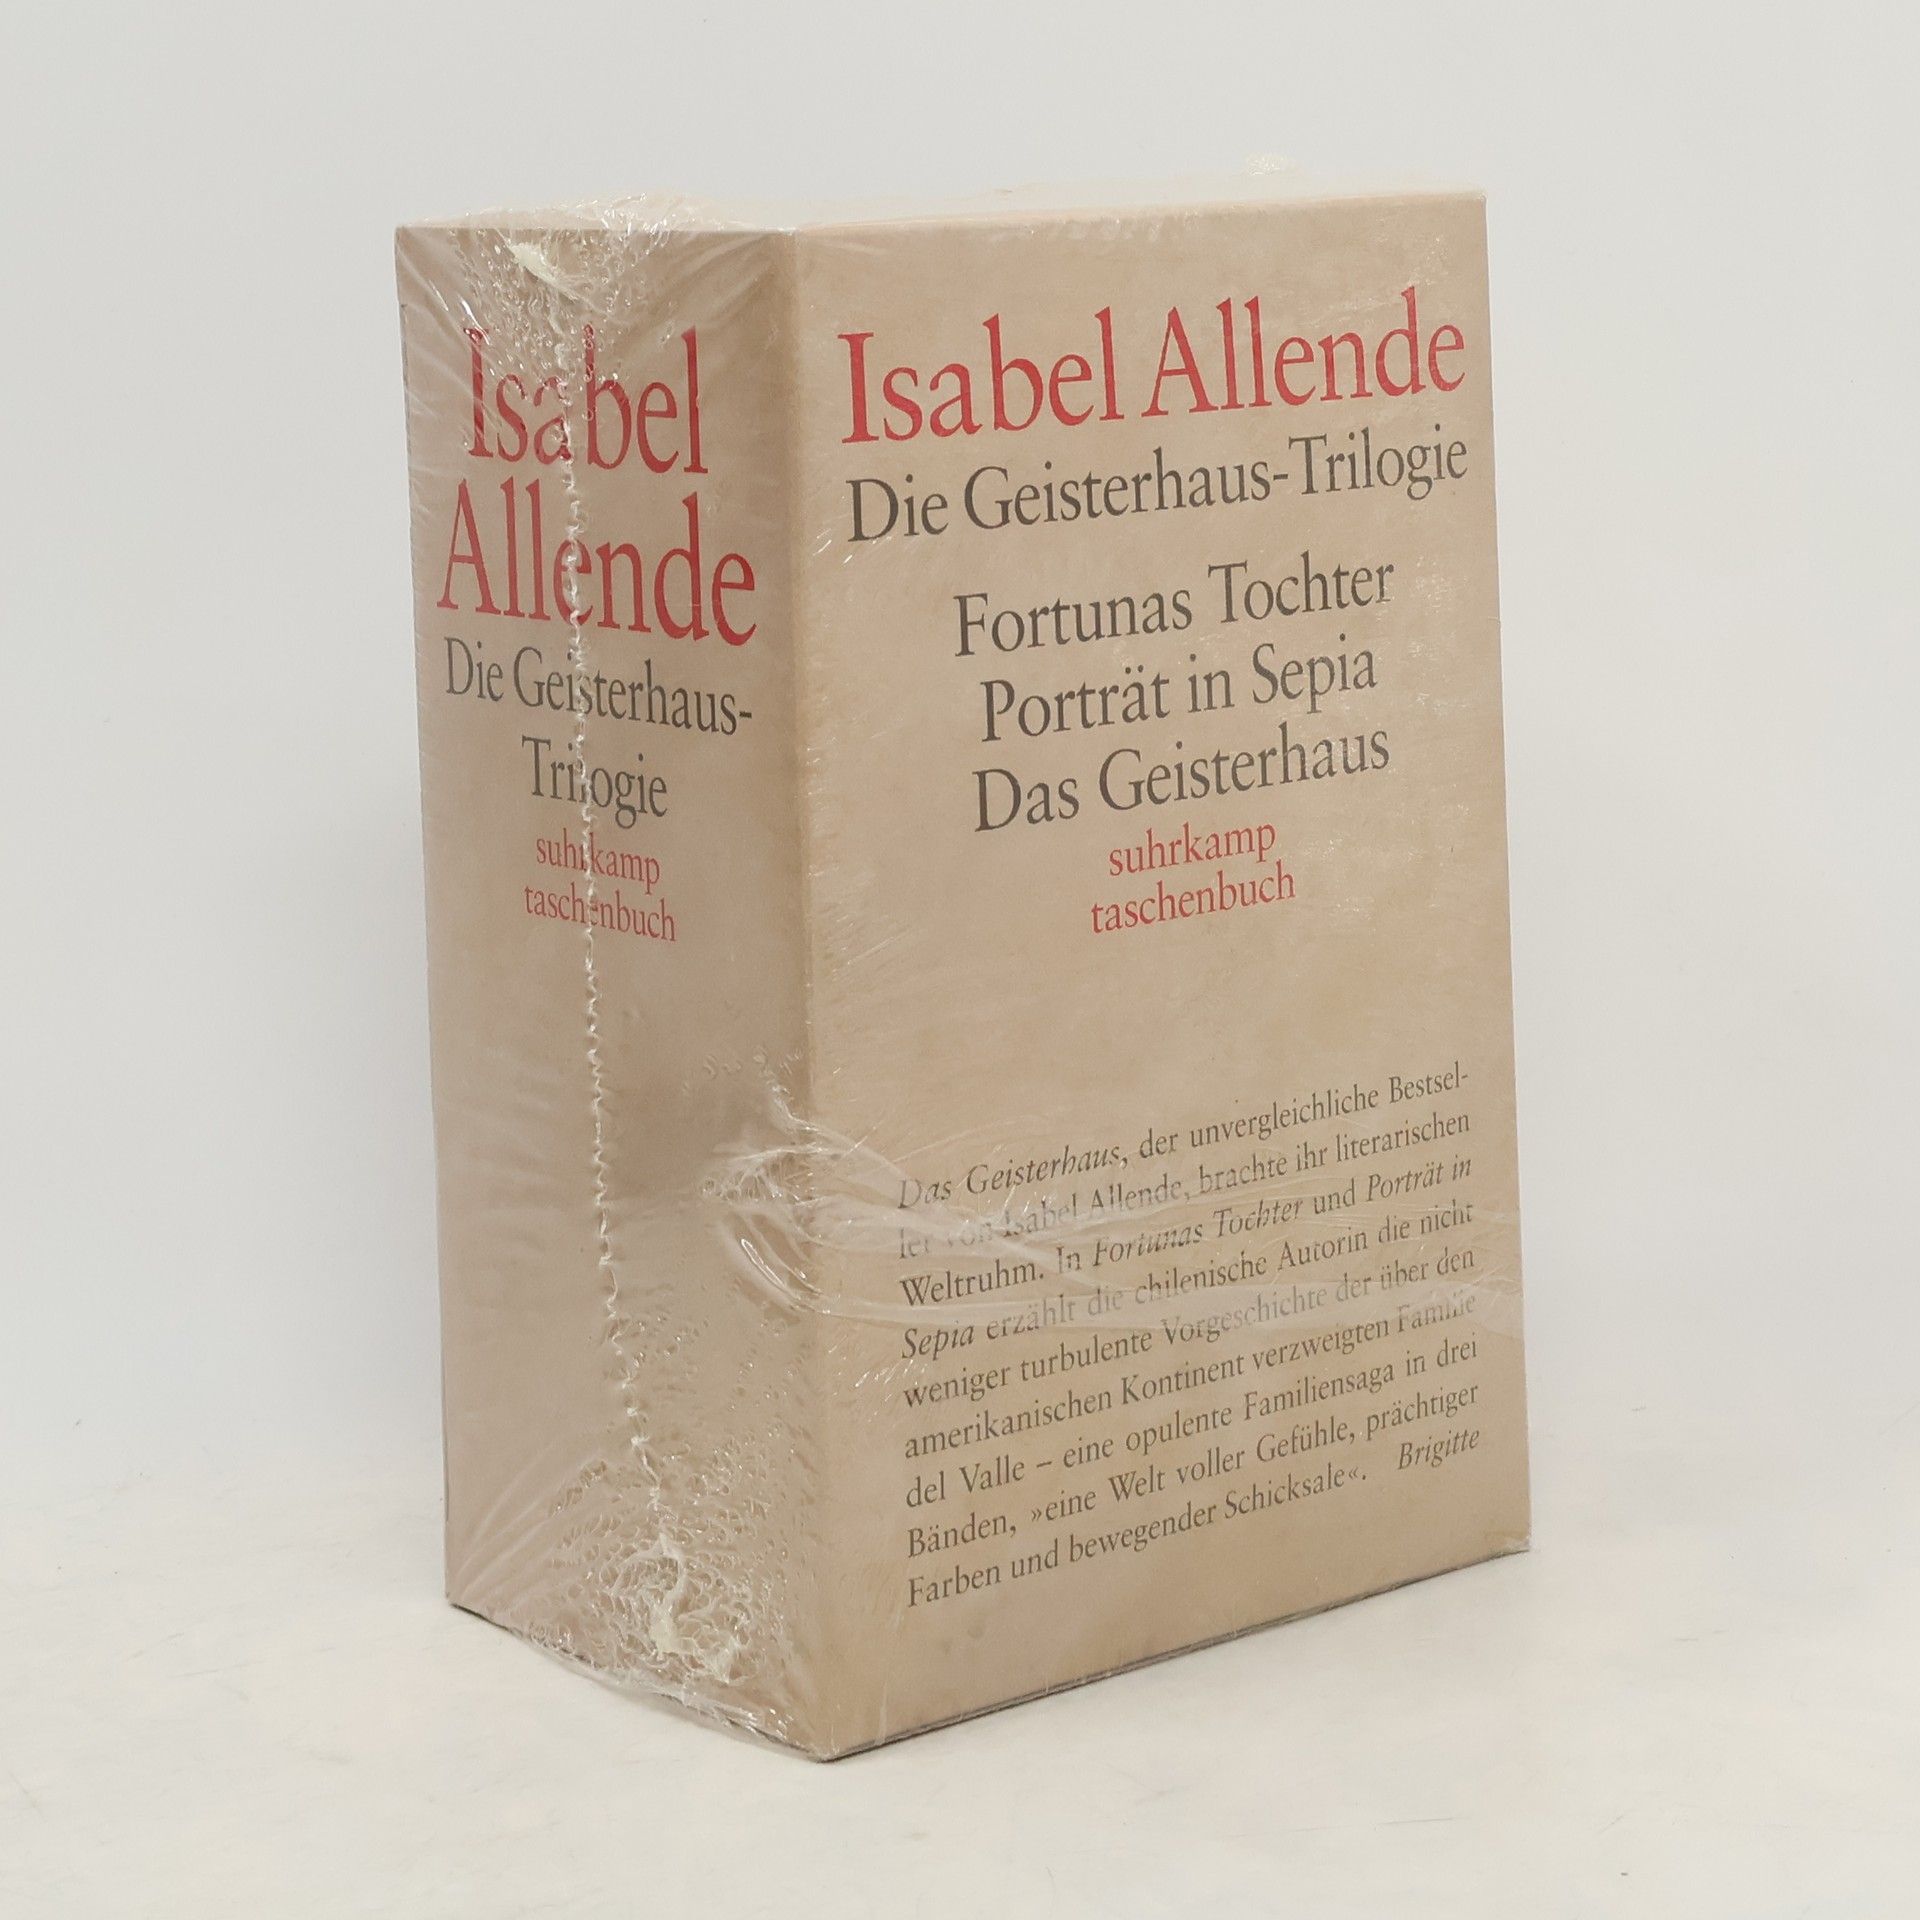 Isabel
Allende
Die Geisterhaus-
Trilogie
suhrkamp
taschenbuch
Isabel Allende
Die Geisterhaus-Trilogie
Fortunas Tochter
Porträt in Sepia
Das Geisterhaus
suhrkamp
taschenbuch
Das Geisterhaus, der unvergleichliche Bestsel-
ler von Isabel Allende, brachte ihr literarischen
Weltruhm. In Fortunas Tochter und Porträt in
Sepia erzählt die chilenische Autorin die nicht
weniger turbulente Vorgeschichte der über den
amerikanischen Kontinent verzweigten Familie
del Valle – eine opulente Familiensaga in drei
Bänden, »eine Welt voller Gefühle, prächtiger
Farben und bewegender Schicksale«. Brigitte